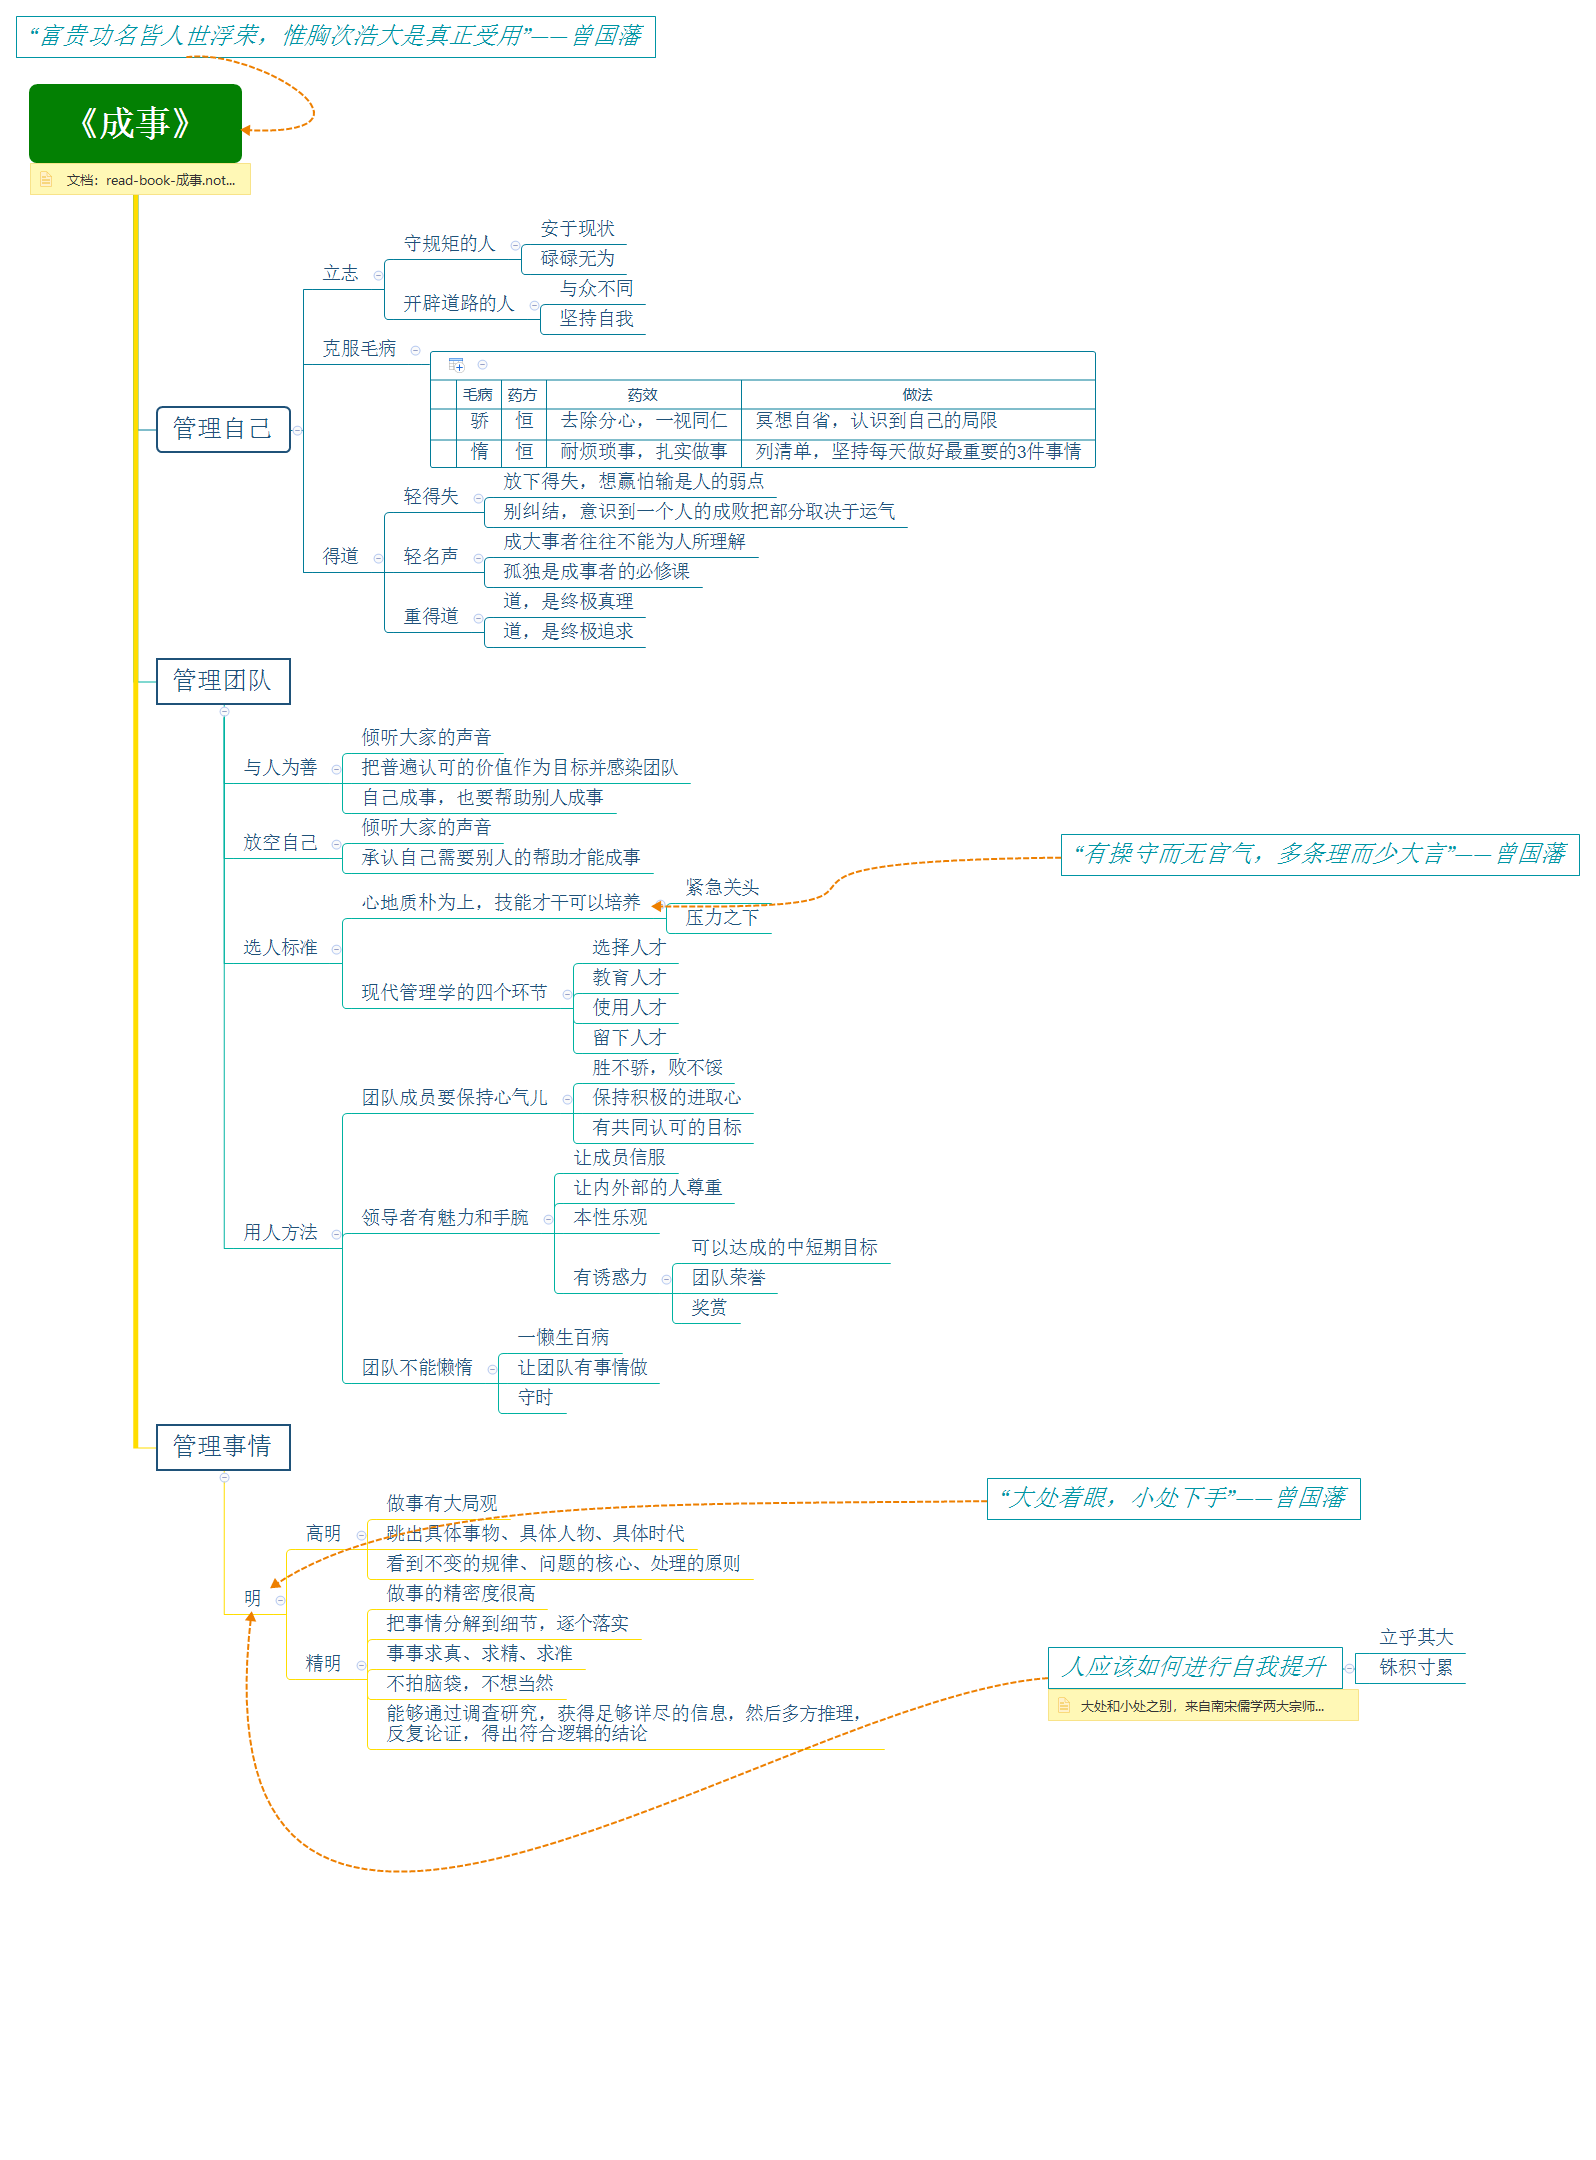 “富贵功名皆人世浮荣，惟胸次浩大是真正受用”——曾国藩
《成事》
文档：read-book-成事.not...
管理自己
立志
守规矩的人
安于现状
碌碌无为
开辟道路的人
与众不同
坚持自我
克服毛病
毛病 药方 药效 做法
骄 恒 去除分心，一视同仁 冥想自省，认识到自己的局限
惰 恒 耐烦琐事，扎实做事 列清单，坚持每天做好最重要的3件事情
得道
轻得失
放下得失，想赢怕输是人的弱点
别纠结，意识到一个人的成败把部分取决于运气
轻名声
成大事者往往不能为人所理解
孤独是成事者的必修课
重得道
道，是终极真理
道，是终极追求
管理团队
与人为善
倾听大家的声音
把普遍认可的价值作为目标并感染团队
自己成事，也要帮助别人成事
放空自己
倾听大家的声音
承认自己需要别人的帮助才能成事
“有操守而无官气，多条理而少大言”——曾国藩
选人标准
心地质朴为上，技能才干可以培养
紧急关头
压力之下
现代管理学的四个环节
选择人才
教育人才
使用人才
留下人才
用人方法
团队成员要保持心气儿
胜不骄，败不馁
保持积极的进取心
有共同认可的目标
领导者有魅力和手腕
让成员信服
让内外部的人尊重
本性乐观
有诱惑力
可以达成的中短期目标
团队荣誉
奖赏
团队不能懒惰
一懒生百病
让团队有事情做
守时
管理事情
“大处着眼，小处下手”——曾国藩
明
高明
做事有大局观
跳出具体事物、具体人物、具体时代
看到不变的规律、问题的核心、处理的原则
精明
做事的精密度很高
把事情分解到细节，逐个落实
事事求真、求精、求准
不拍脑袋，不想当然
能够通过调查研究，获得足够详尽的信息，然后多方推理，
反复论证，得出符合逻辑的结论
人应该如何进行自我提升
立乎其大
铢积寸累
大处和小处之别，来自南宋儒学两大宗师...